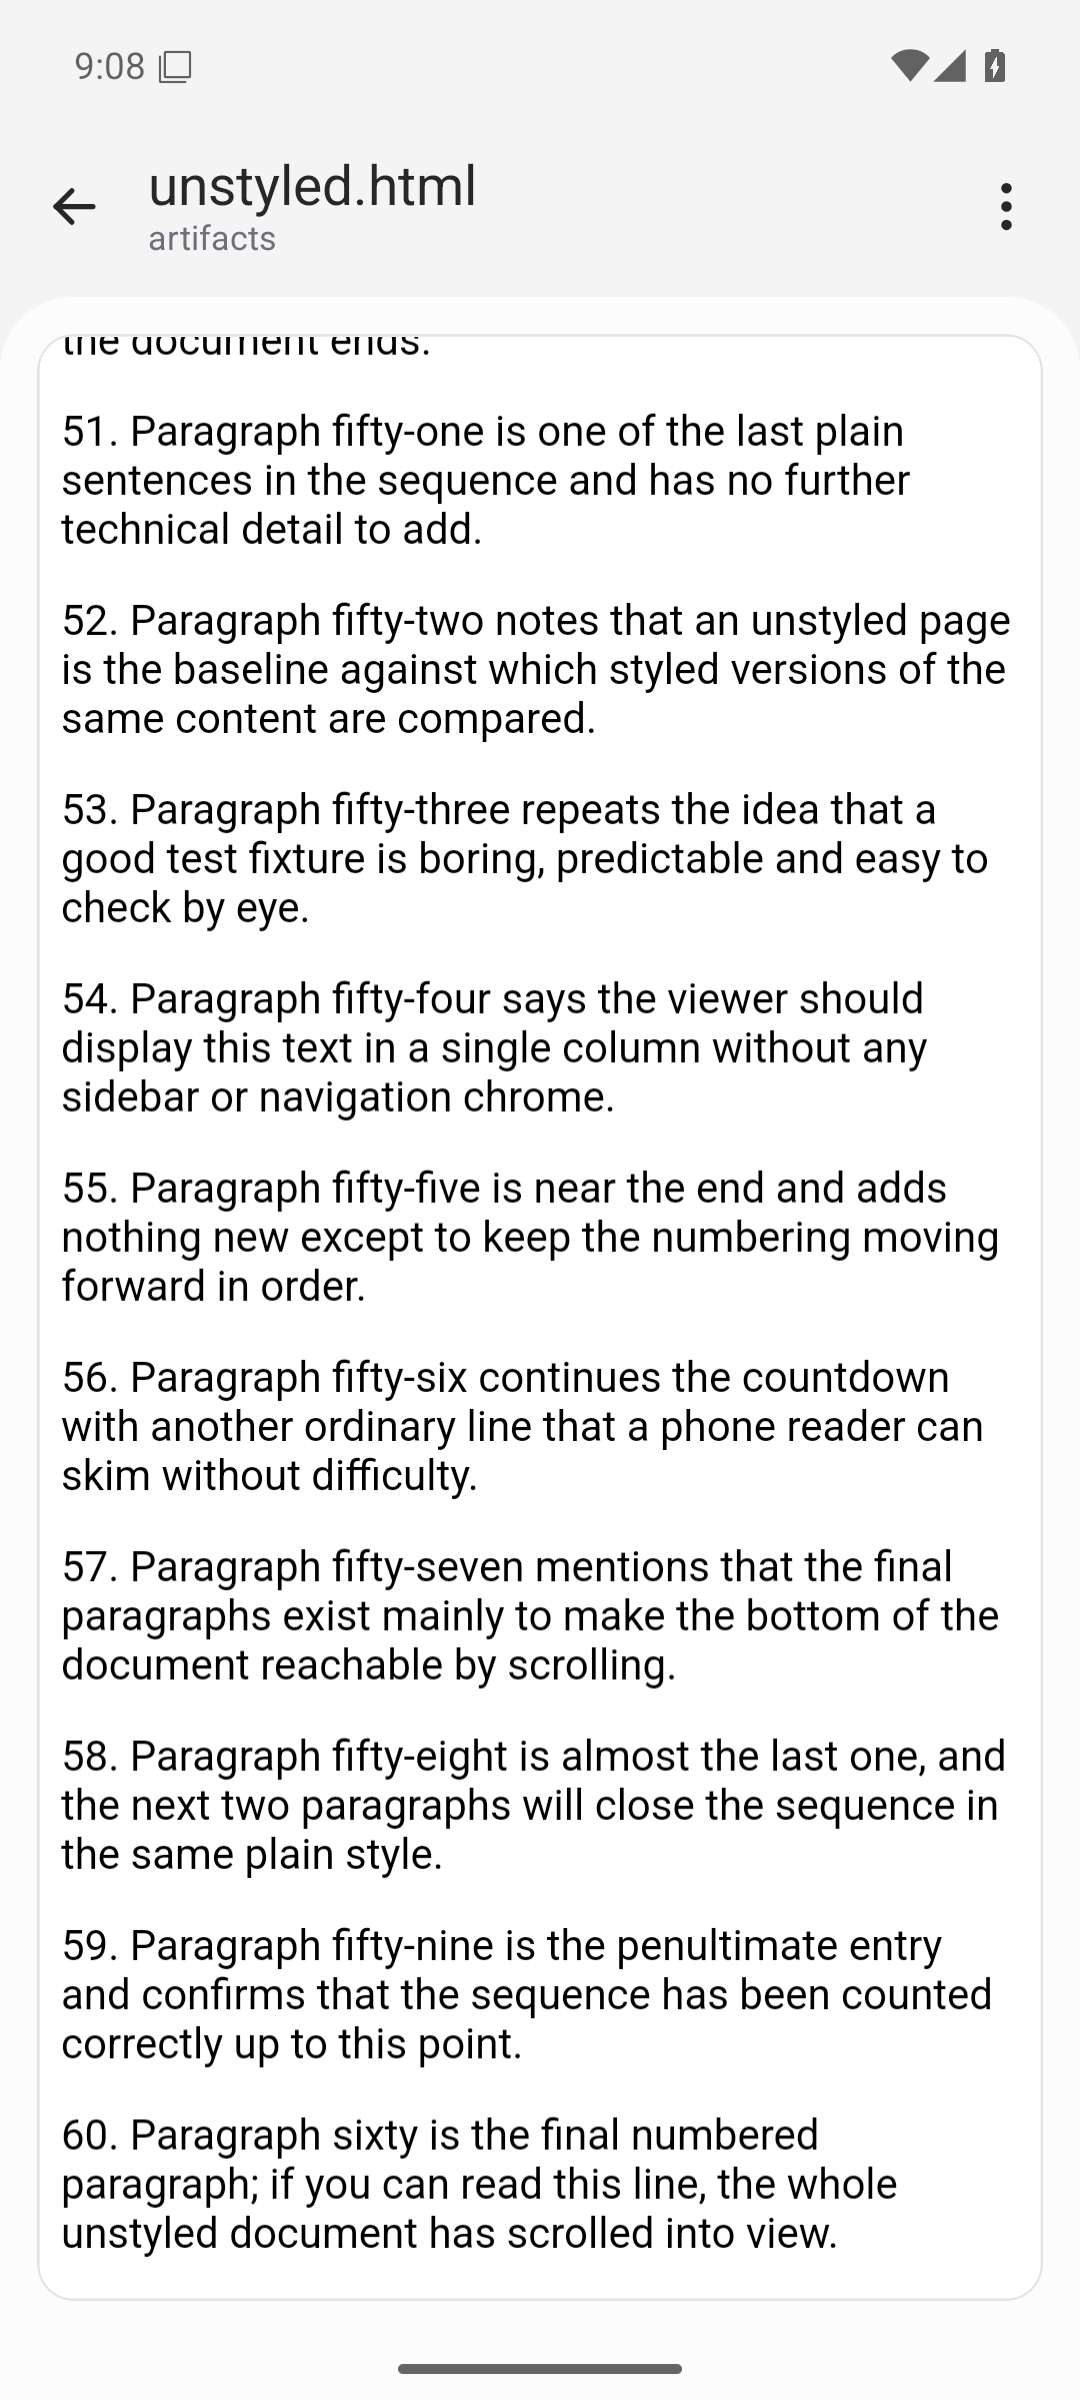 9:08
unstyled.html
artifacts
the document ends.
51. Paragraph fifty-one is one of the last plain
sentences in the sequence and has no further
technical detail to add.
52. Paragraph fifty-two notes that an unstyled page
is the baseline against which styled versions of the
same content are compared.
53. Paragraph fifty-three repeats the idea that a
good test fixture is boring, predictable and easy to
check by eye.
54. Paragraph fifty-four says the viewer should
display this text in a single column without any
sidebar or navigation chrome.
55. Paragraph fifty-five is near the end and adds
nothing new except to keep the numbering moving
forward in order.
56. Paragraph fifty-six continues the countdown
with another ordinary line that a phone reader can
skim without difficulty.
57. Paragraph fifty-seven mentions that the final
paragraphs exist mainly to make the bottom of the
document reachable by scrolling.
58. Paragraph fifty-eight is almost the last one, and
the next two paragraphs will close the sequence in
the same plain style.
59. Paragraph fifty-nine is the penultimate entry
and confirms that the sequence has been counted
correctly up to this point.
60. Paragraph sixty is the final numbered
paragraph; if you can read this line, the whole
unstyled document has scrolled into view.